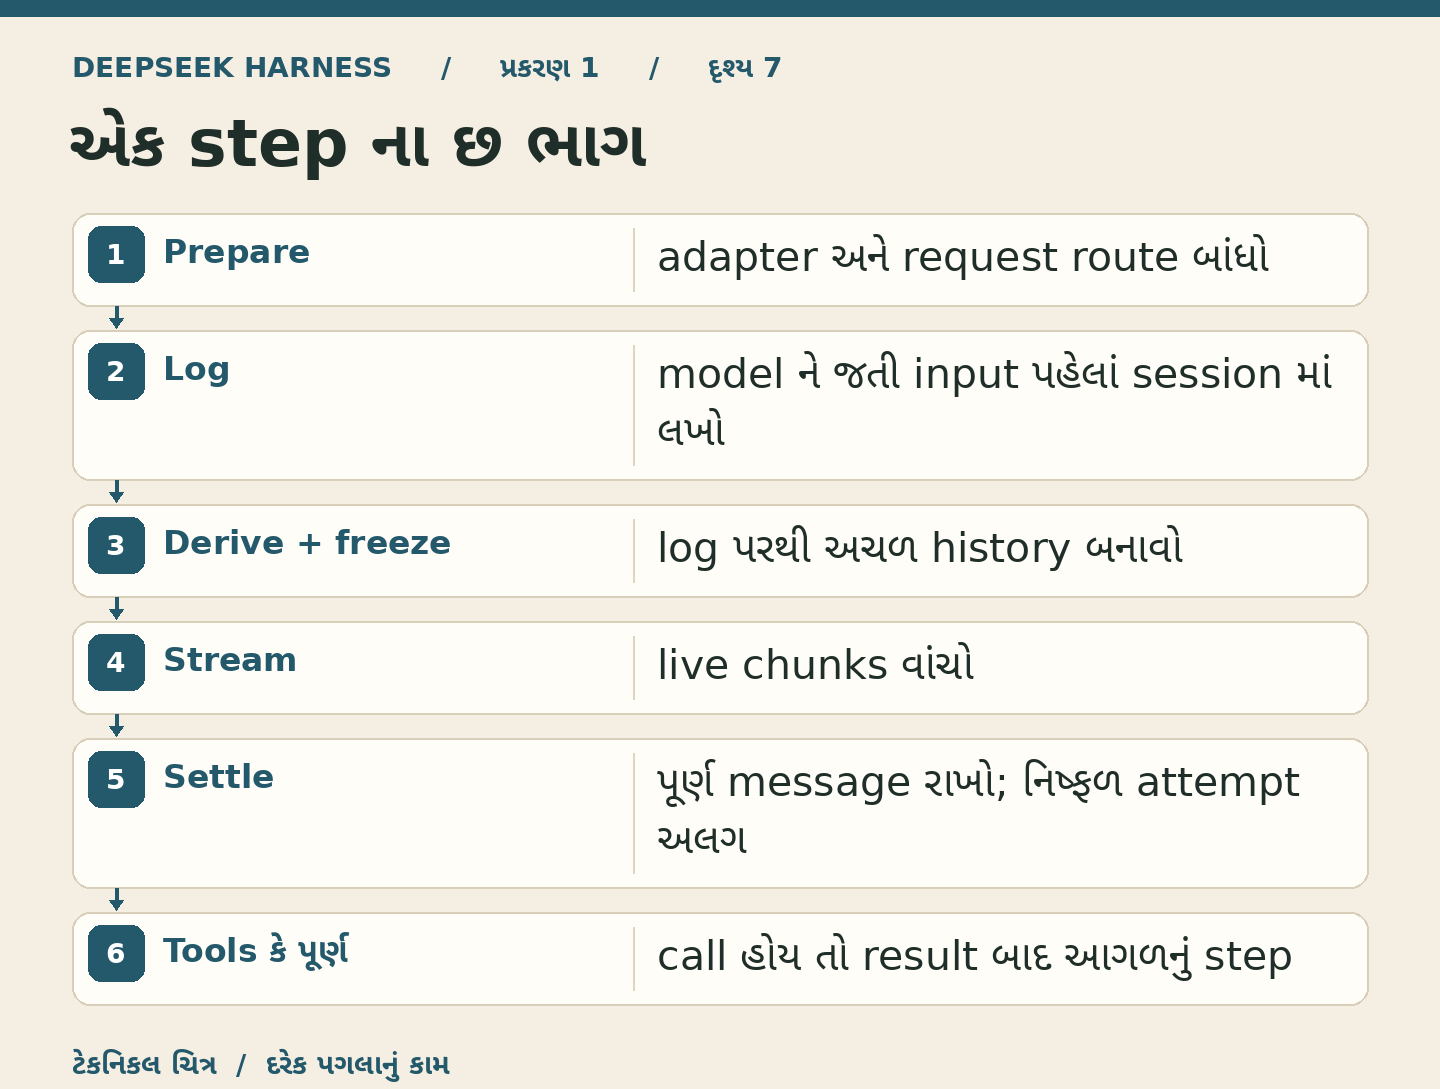 DEEPSEEK HARNESS / પ્રકરણ 1 / દૃશ્ય 7
એક step ના છ ભાગ
1 Prepare adapter અને request route બાંધો
2 Log model ને જતી input પહેલાં session માં
લખો
3 Derive + freeze log પરથી અચળ history બનાવો
4 Stream live chunks વાંચો
5 Settle પૂર્ણ message રાખો; નિષ્ફળ attempt
અલગ
6 Tools કે પૂર્ણ call હોય તો result બાદ આગળનું step
ટેકનિકલ ચિત્ર / દરેક પગલાનું કામ